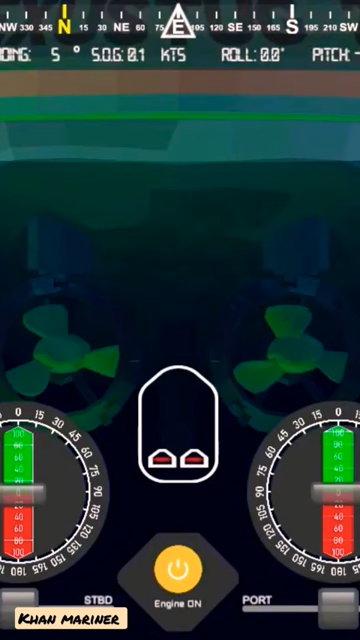 NW 330 345 N 15 30 NE 60 75 E 105 120 SE 150 165 S 195 210 SW
DING: 5 ° S.O.G: 0.1 KTS ROLL: 0.0° PITCH: -
0 15 30 45 60 75 90 105 120 135 150 165 180 165
100 80 60 40 20 0 20 40 60 80 100
0 15 30 45 60 75 90 105 120 135 150 165 180
100 80 60 40 20 0 20 40 60 80 100
STBD
Engine ON
PORT
KHAN MARINER